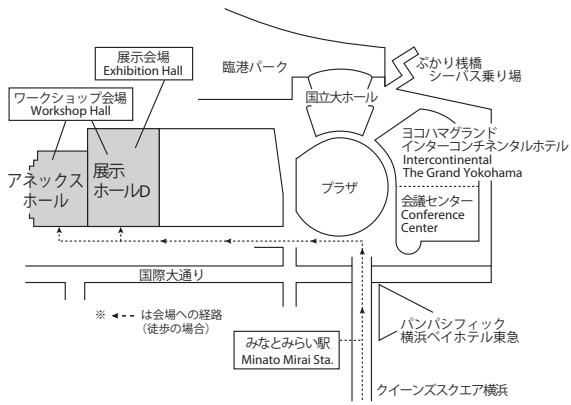 展示会場
Exhibition Hall
ワークショップ会場
Workshop Hall
アネックス
ホール
展示
ホールD
臨港パーク
国立大ホール
ぷかり桟橋
シーバス乗り場
ヨコハマグランド
インターコンチネンタルホテル
Intercontinental
The Grand Yokohama
プラザ
会議センター
Conference
Center
国際大通り
※ は会場への経路
（徒歩の場合）
みなとみらい駅
Minato Mirai Sta.
パンパシフィック
横浜ベイホテル東急
クイーンズスクエア横浜